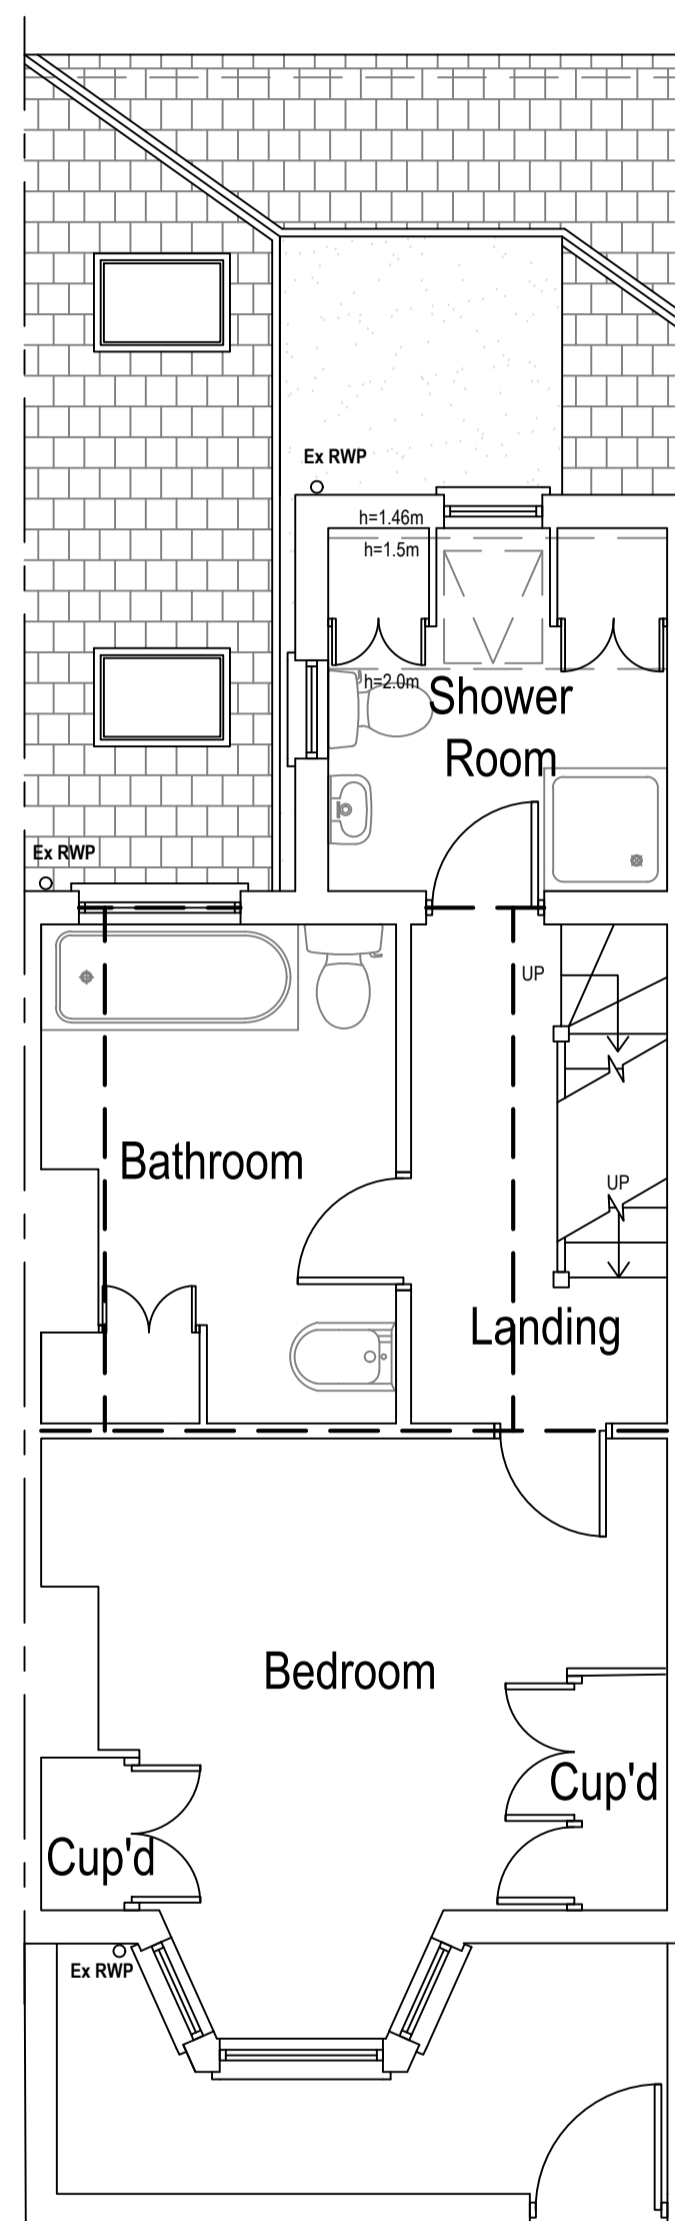 Ex RWP
h=1.46m
h=1.5m
h=2.0m
Shower
Room
Ex RWP
UP
Bathroom
UP
Landing
Bedroom
Cup'd
Cup'd
Ex RWP